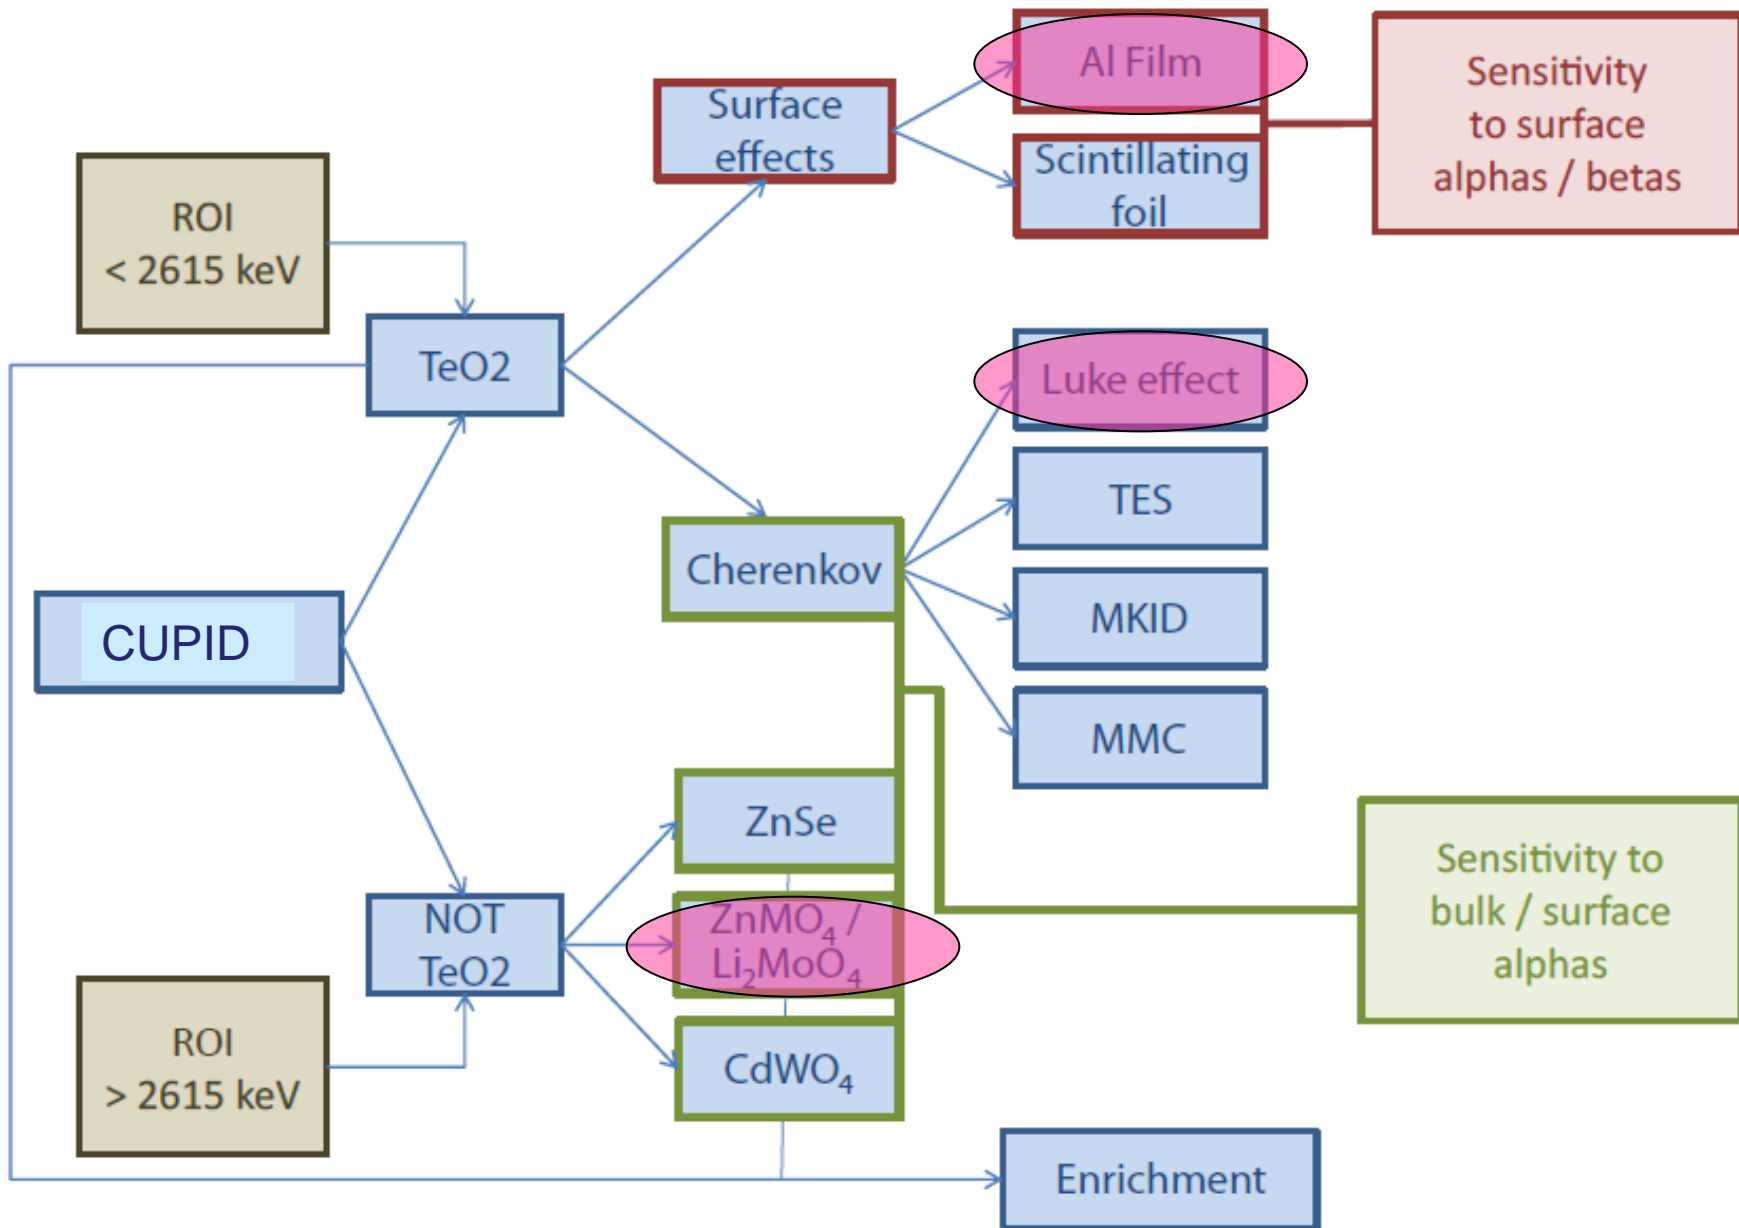 Al Film
Sensitivity
to surface
alphas / betas
Surface
effects
Scintillating
foil
ROI
< 2615 keV
TeO2
Luke effect
TES
Cherenkov
MKID
CUPID
MMC
ZnSe
Sensitivity to
bulk / surface
alphas
NOT
TeO2
ZnMO₄ /
Li₂MoO₄
ROI
> 2615 keV
CdWO₄
Enrichment